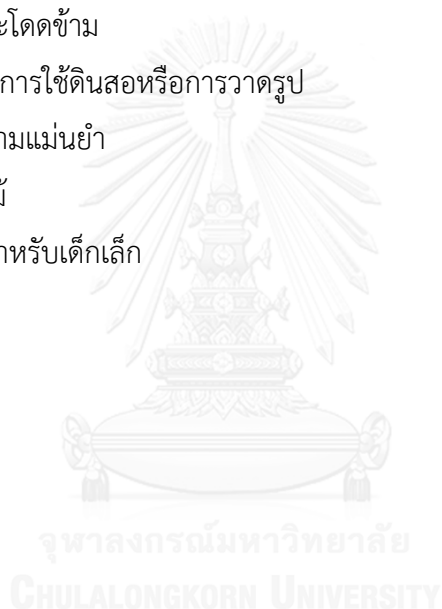 ะโดดข้าม
การใช้ดินสอหรือการวาดรูป
ามแม่นยำ
ม้
ำหรับเด็กเล็ก
จุฬาลงกรณ์มหาวิทยาลัย
CHULALONGKORN UNIVERSITY